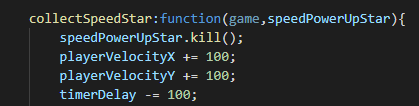 collectSpeedStar:function(game,speedPowerUpStar){
speedPowerUpStar.kill();
playerVelocityX += 100;
playerVelocityY += 100;
timerDelay -= 100;